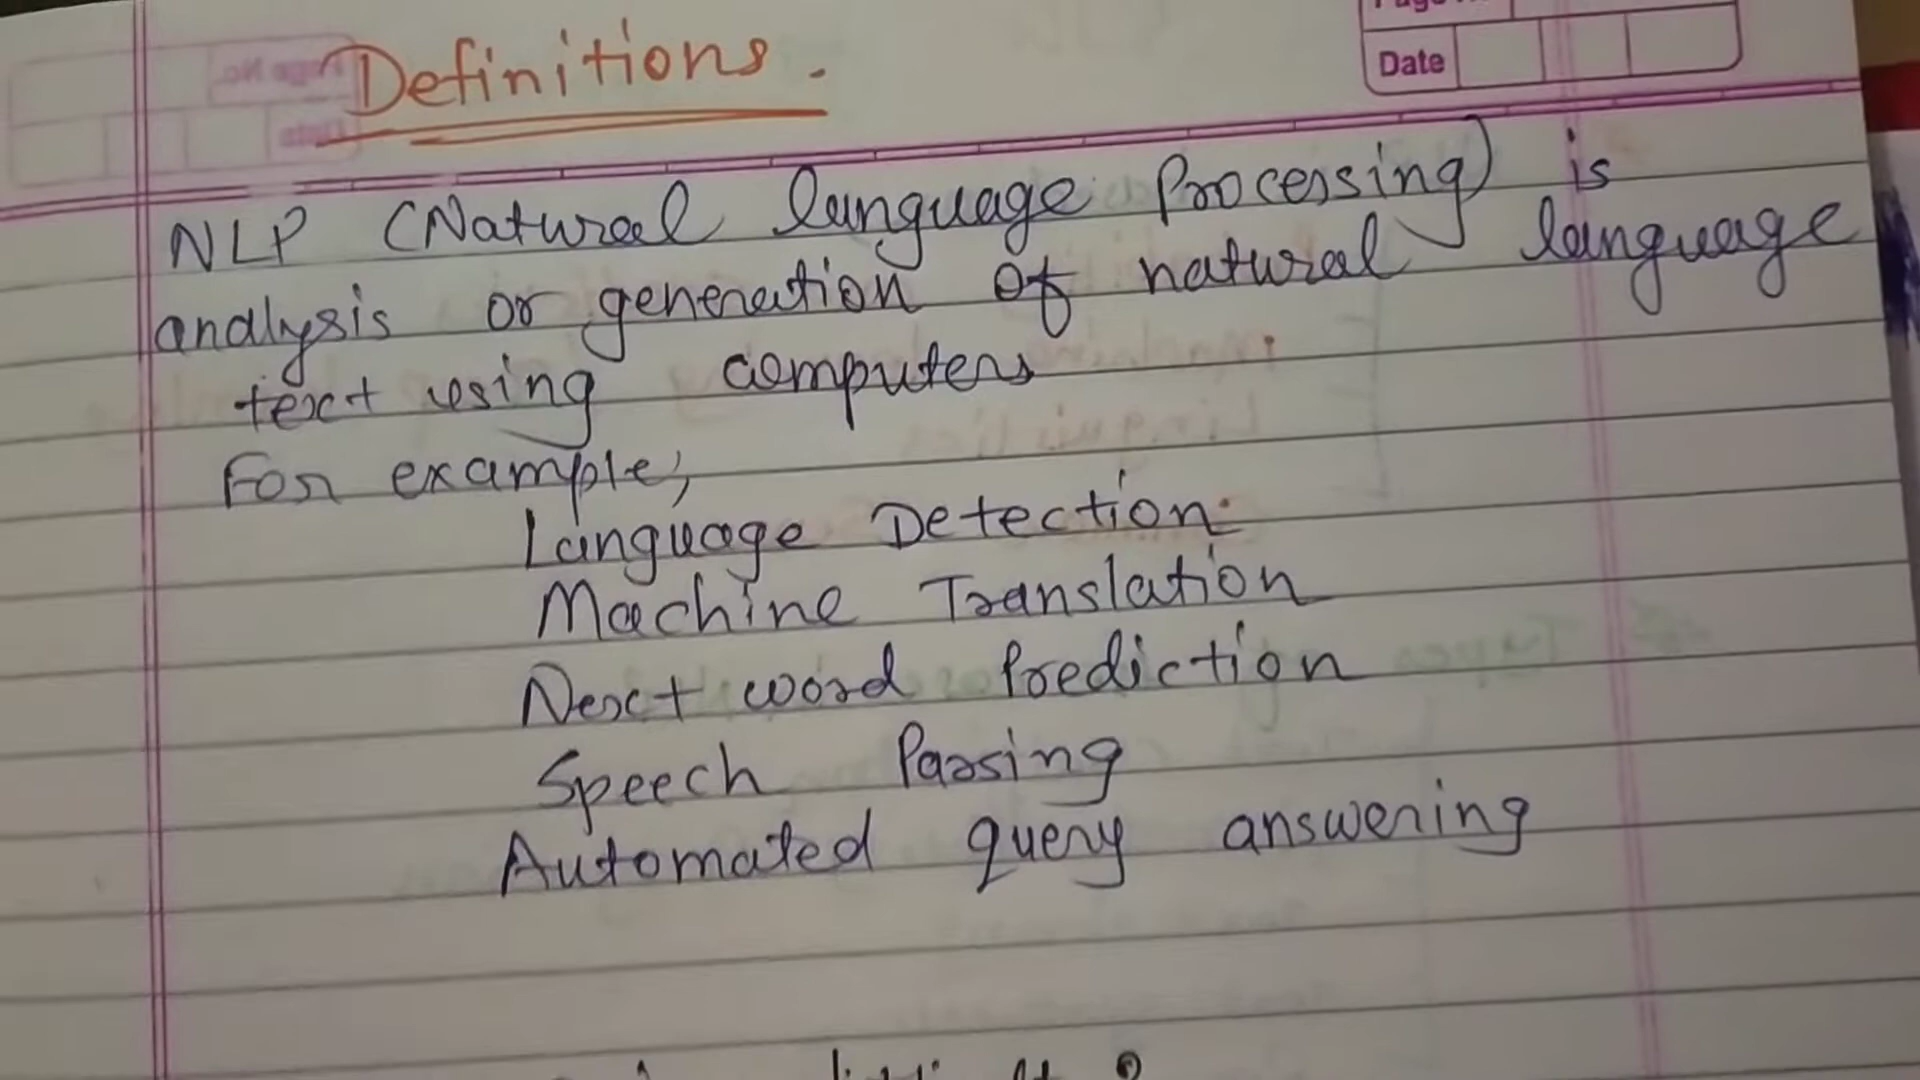 Definitions.
Date
NLP (Natural language Processing) is
analysis or generation of natural language
text using computers
For example,
Language Detection
Machine Translation
Next word Prediction
Speech Parsing
Automated query answering